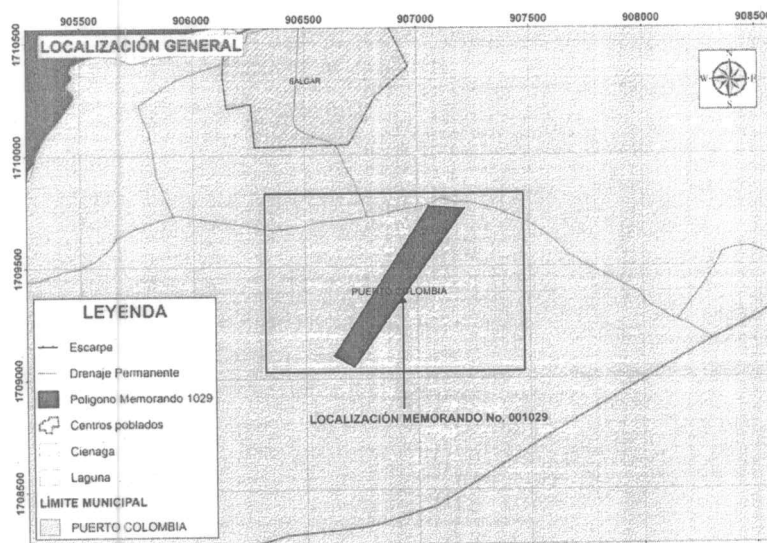 905500 906000 906500 907000 907500 908000 908500
LOCALIZACIÓN GENERAL
1710500
SALGAR
N
W
S
1710000
1709500
PUERTO COLOMBIA
LEYENDA
Escarpe
Drenaje Permanente
1709000
Poligono Memorando 1029
Centros poblados
LOCALIZACIÓN MEMORANDO No. 001029
Cienaga
Laguna
1708500
LÍMITE MUNICIPAL
PUERTO COLOMBIA